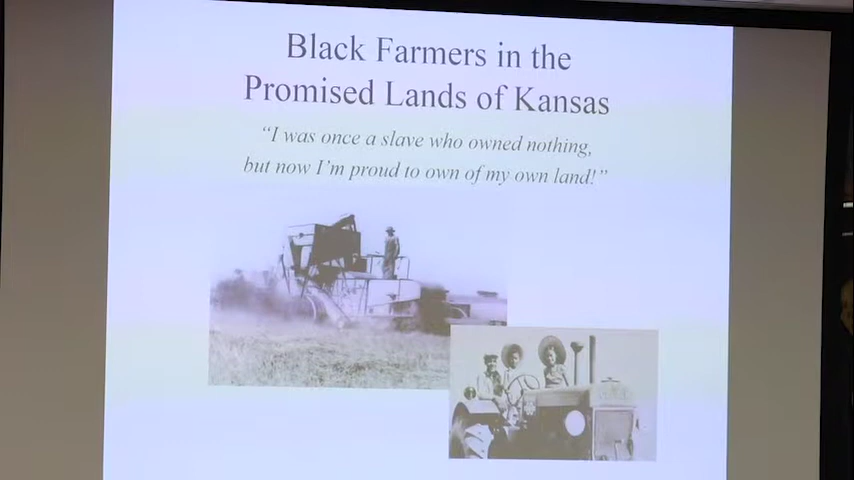 Black Farmers in the
Promised Lands of Kansas
“I was once a slave who owned nothing,
but now I’m proud to own of my own land!”